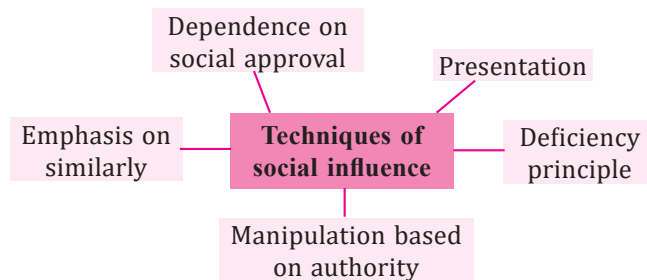 Dependence on
social approval
Presentation
Emphasis on
similarly
Techniques of
social influence
Deficiency
principle
Manipulation based
on authority